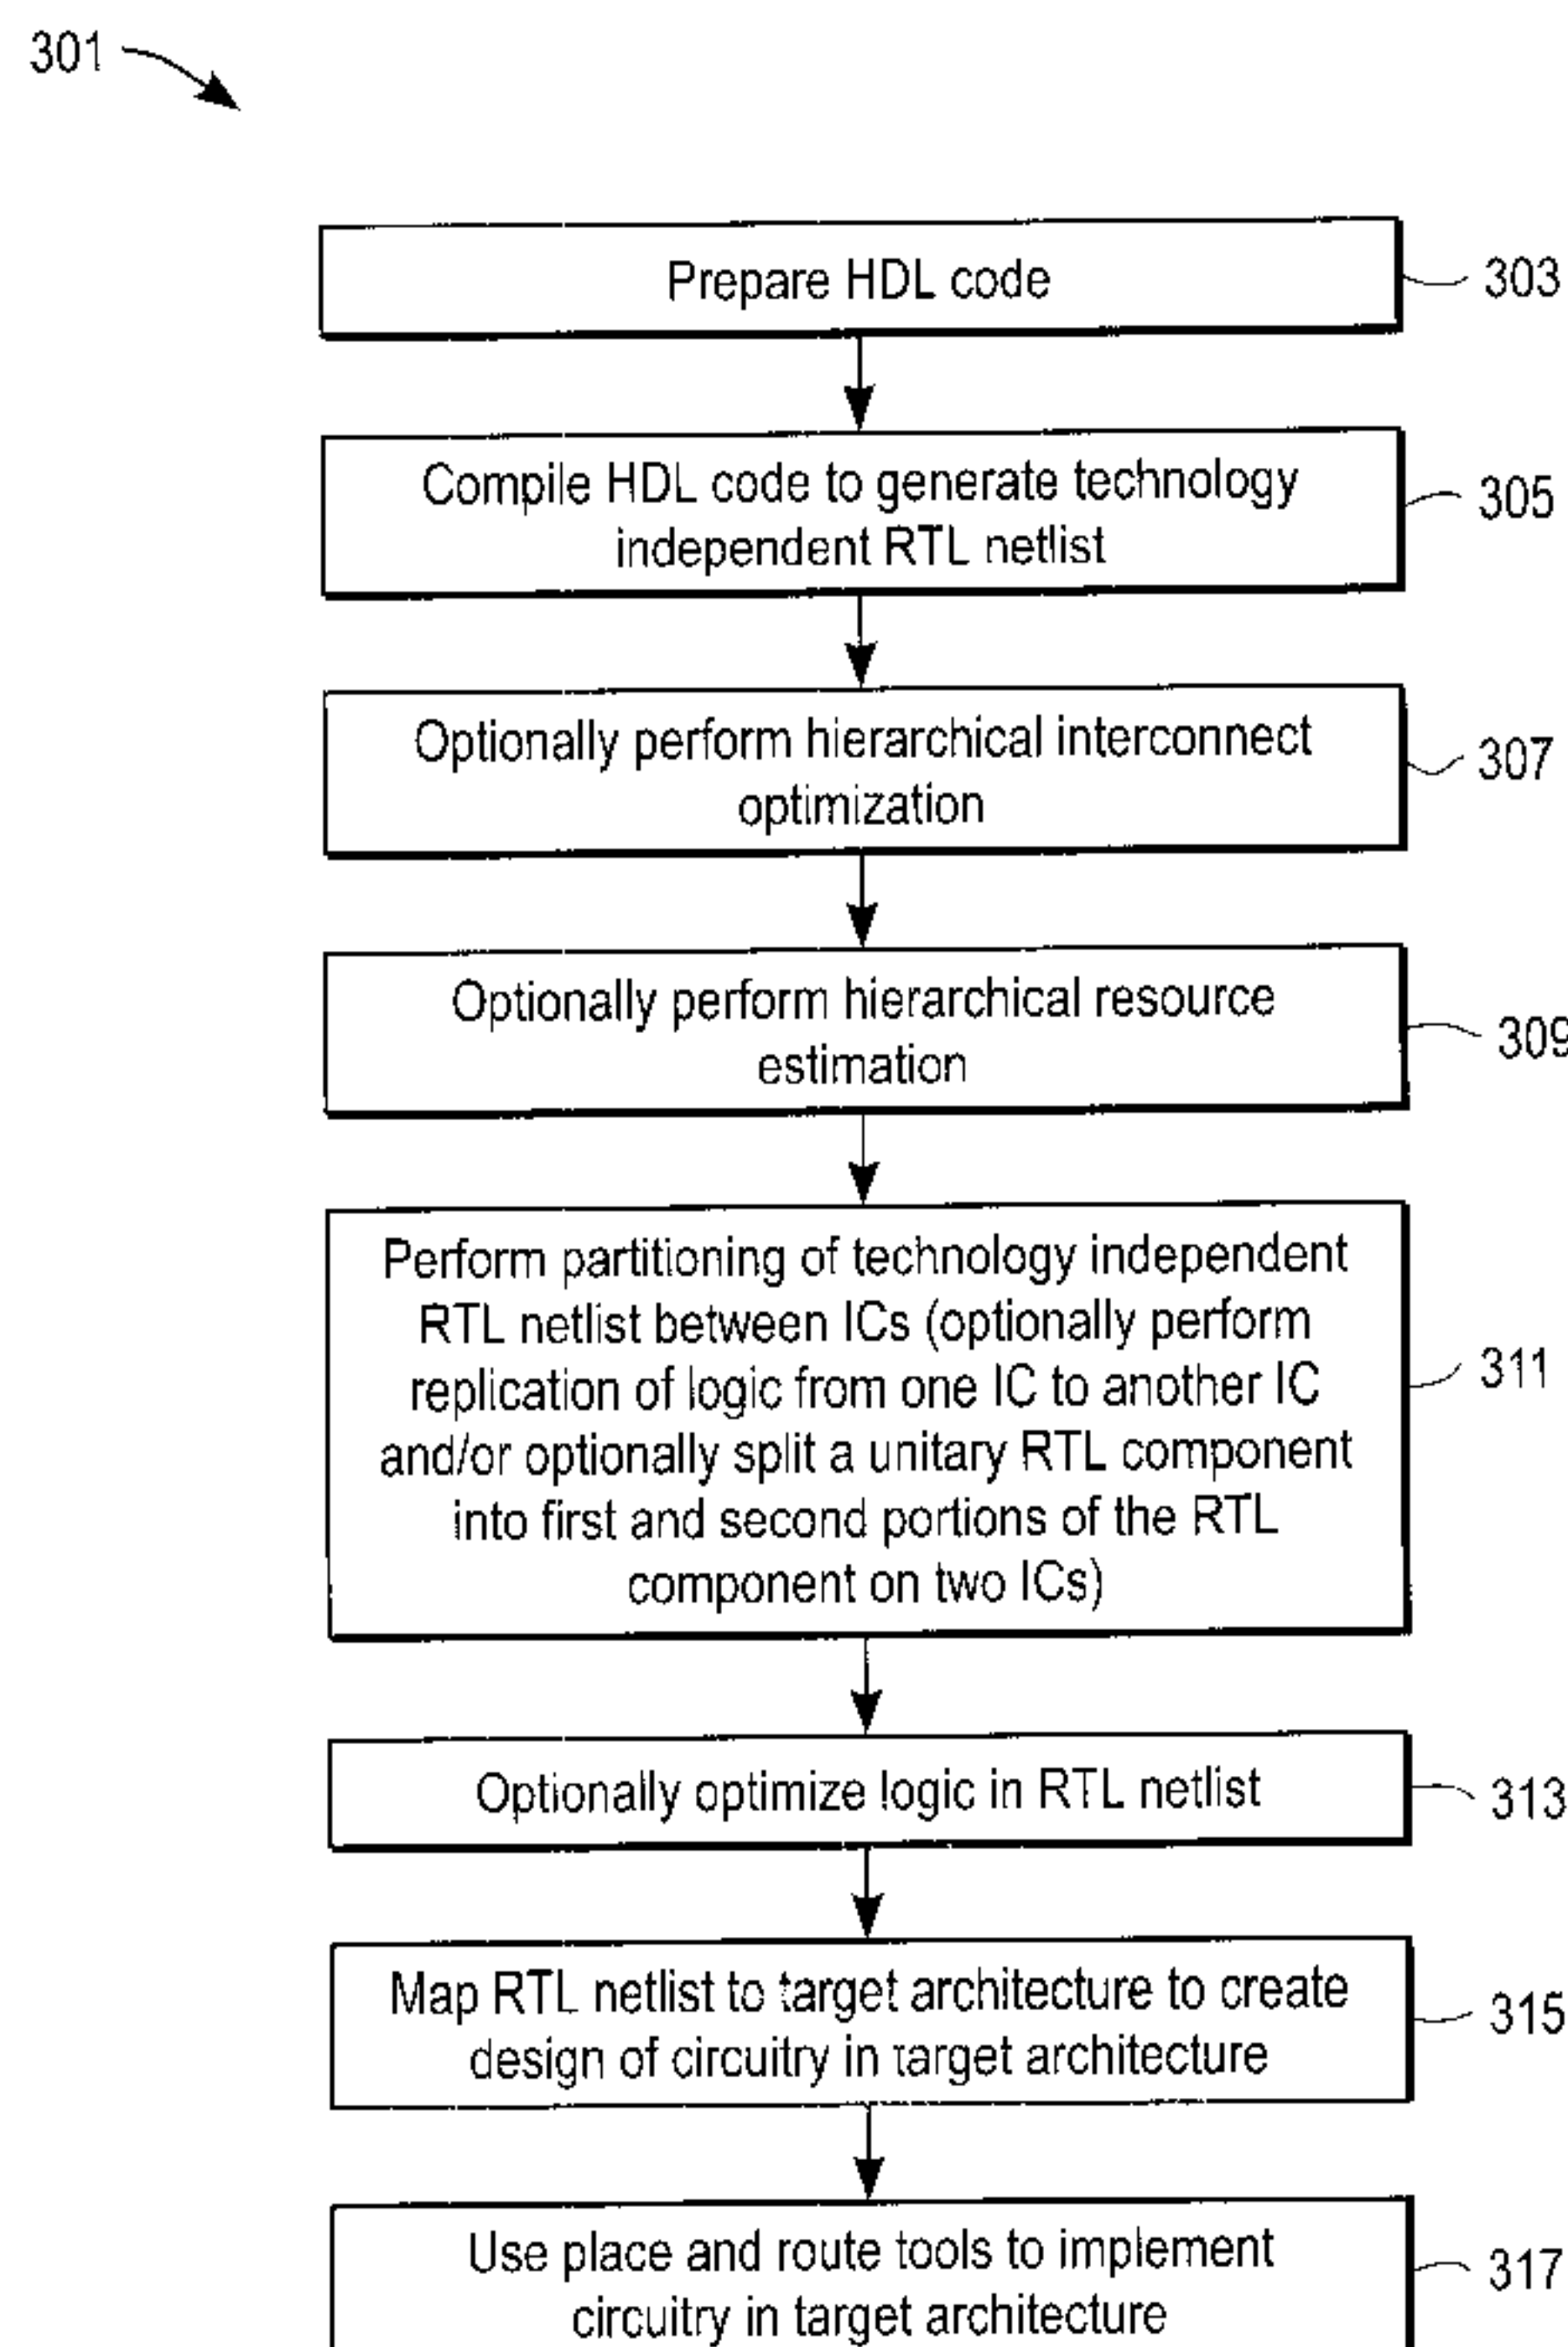 301
Prepare HDL code
303
Compile HDL code to generate technology
independent RTL netlist
305
Optionally perform hierarchical interconnect
optimization
307
Optionally perform hierarchical resource
estimation
309
Perform partitioning of technology independent
RTL netlist between ICs (optionally perform
replication of logic from one IC to another IC
and/or optionally split a unitary RTL component
into first and second portions of the RTL
component on two ICs)
311
Optionally optimize logic in RTL netlist
313
Map RTL netlist to target architecture to create
design of circuitry in target architecture
315
Use place and route tools to implement
circuitry in target architecture
317